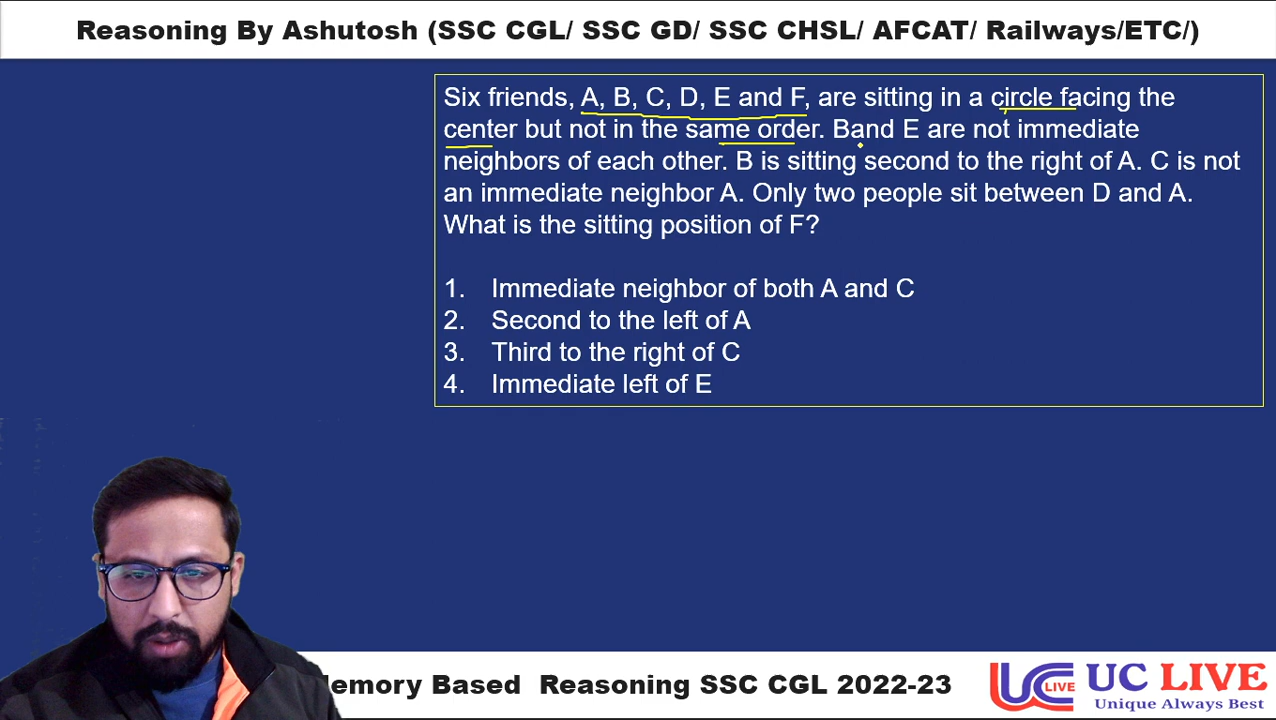 Reasoning By Ashutosh (SSC CGL/ SSC GD/ SSC CHSL/ AFCAT/ Railways/ETC/)
Six friends, A, B, C, D, E and F, are sitting in a circle facing the
center but not in the same order. Band E are not immediate
neighbors of each other. B is sitting second to the right of A. C is not
an immediate neighbor A. Only two people sit between D and A.
What is the sitting position of F?
1. Immediate neighbor of both A and C
2. Second to the left of A
3. Third to the right of C
4. Immediate left of E
Based Reasoning SSC CGL 2022-23
UC LIVE UC LIVE
Unique Always Best